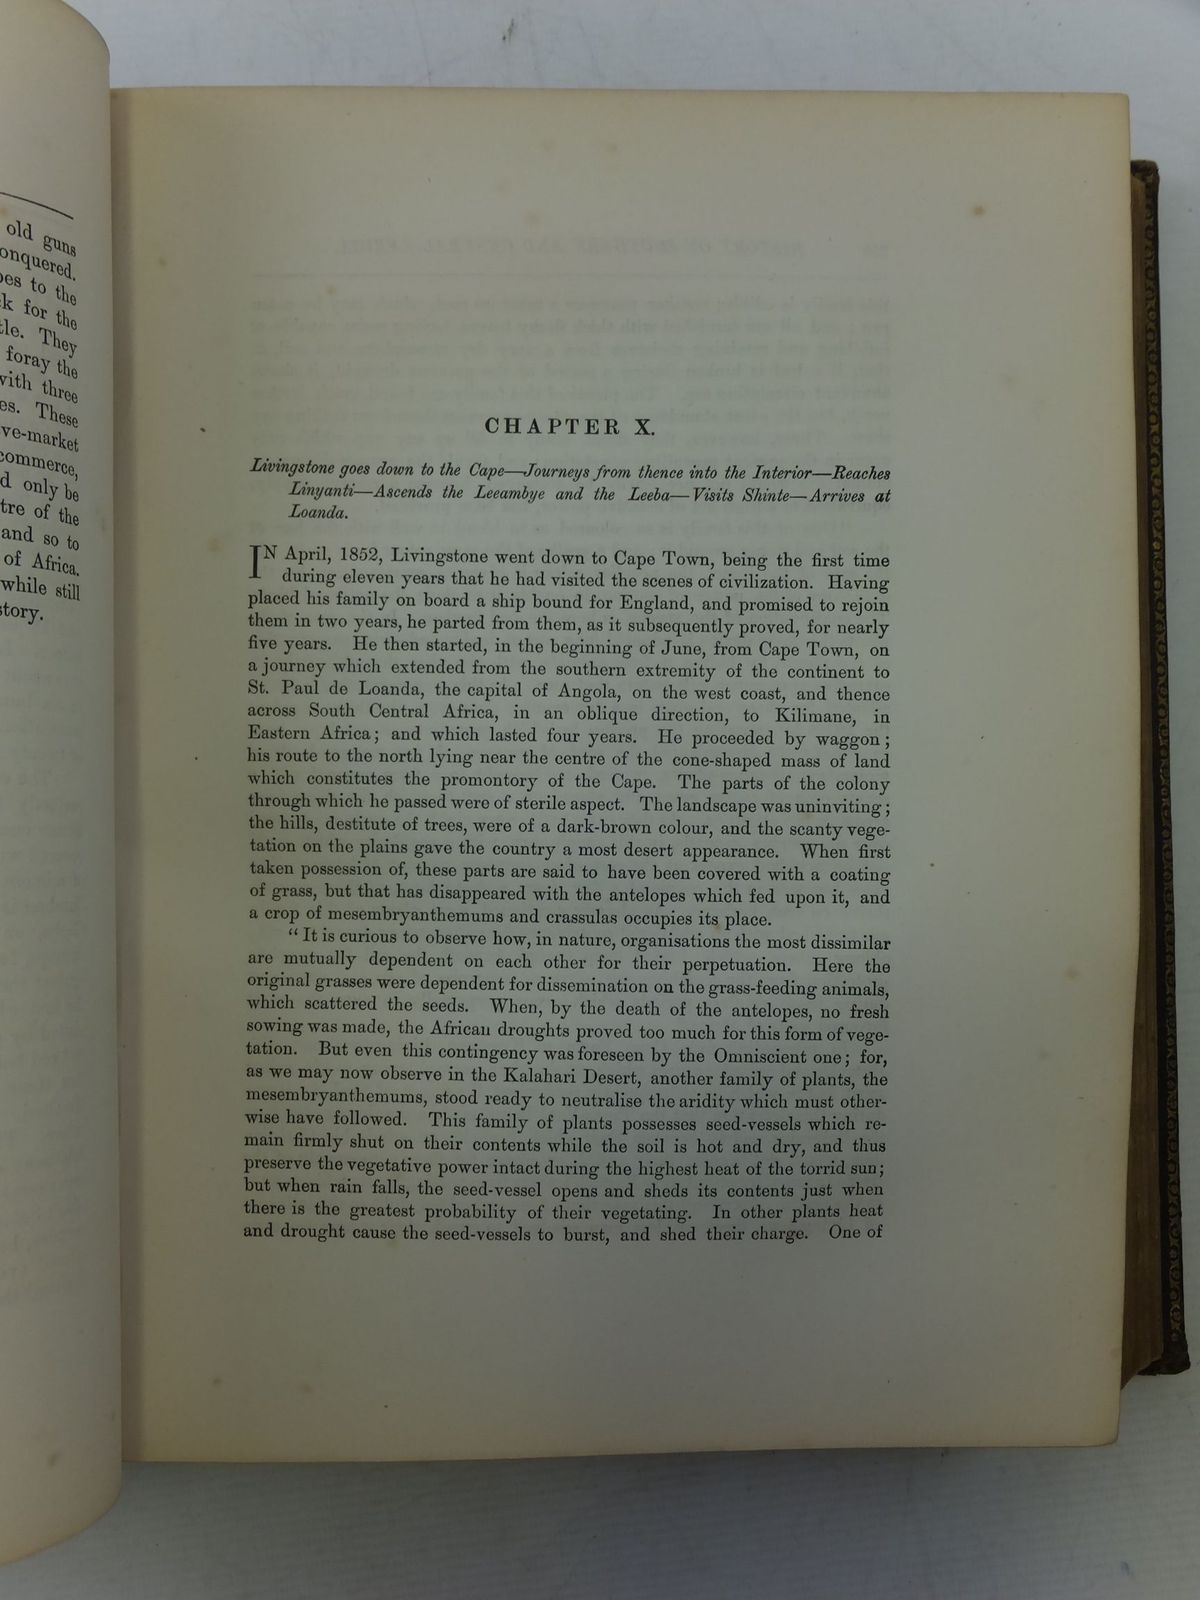 old guns
onquered.
oes to the
k for the
tle. They
foray the
with three
es. These
ve-market
commerce,
d only be
tre of the
and so to
of Africa.
while still
story.
CHAPTER X.
Livingstone goes down to the Cape—Journeys from thence into the Interior—Reaches
Linyanti—Ascends the Leeambye and the Leeba—Visits Shinte—Arrives at
Loanda.
IN April, 1852, Livingstone went down to Cape Town, being the first time
during eleven years that he had visited the scenes of civilization. Having
placed his family on board a ship bound for England, and promised to rejoin
them in two years, he parted from them, as it subsequently proved, for nearly
five years. He then started, in the beginning of June, from Cape Town, on
a journey which extended from the southern extremity of the continent to
St. Paul de Loanda, the capital of Angola, on the west coast, and thence
across South Central Africa, in an oblique direction, to Kilimane, in
Eastern Africa; and which lasted four years. He proceeded by waggon;
his route to the north lying near the centre of the cone-shaped mass of land
which constitutes the promontory of the Cape. The parts of the colony
through which he passed were of sterile aspect. The landscape was uninviting;
the hills, destitute of trees, were of a dark-brown colour, and the scanty vege-
tation on the plains gave the country a most desert appearance. When first
taken possession of, these parts are said to have been covered with a coating
of grass, but that has disappeared with the antelopes which fed upon it, and
a crop of mesembryanthemums and crassulas occupies its place.
"It is curious to observe how, in nature, organisations the most dissimilar
are mutually dependent on each other for their perpetuation. Here the
original grasses were dependent for dissemination on the grass-feeding animals,
which scattered the seeds. When, by the death of the antelopes, no fresh
sowing was made, the African droughts proved too much for this form of vege-
tation. But even this contingency was foreseen by the Omniscient one; for,
as we may now observe in the Kalahari Desert, another family of plants, the
mesembryanthemums, stood ready to neutralise the aridity which must other-
wise have followed. This family of plants possesses seed-vessels which re-
main firmly shut on their contents while the soil is hot and dry, and thus
preserve the vegetative power intact during the highest heat of the torrid sun;
but when rain falls, the seed-vessel opens and sheds its contents just when
there is the greatest probability of their vegetating. In other plants heat
and drought cause the seed-vessels to burst, and shed their charge. One of